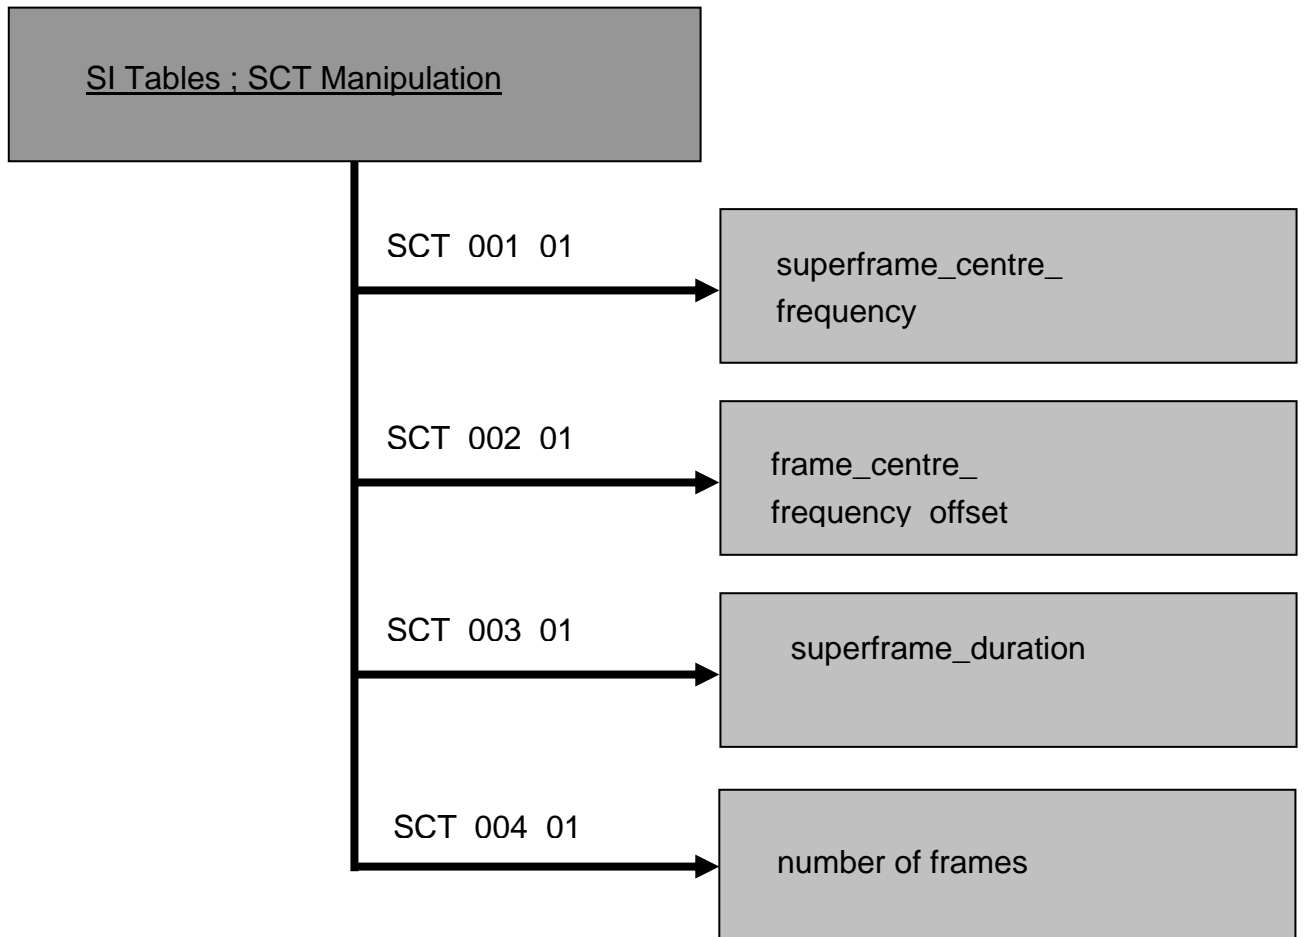 SI Tables ; SCT Manipulation
SCT 001 01
superframe_centre_
frequency
SCT 002 01
frame_centre_
frequency offset
SCT 003 01
superframe_duration
SCT 004 01
number of frames